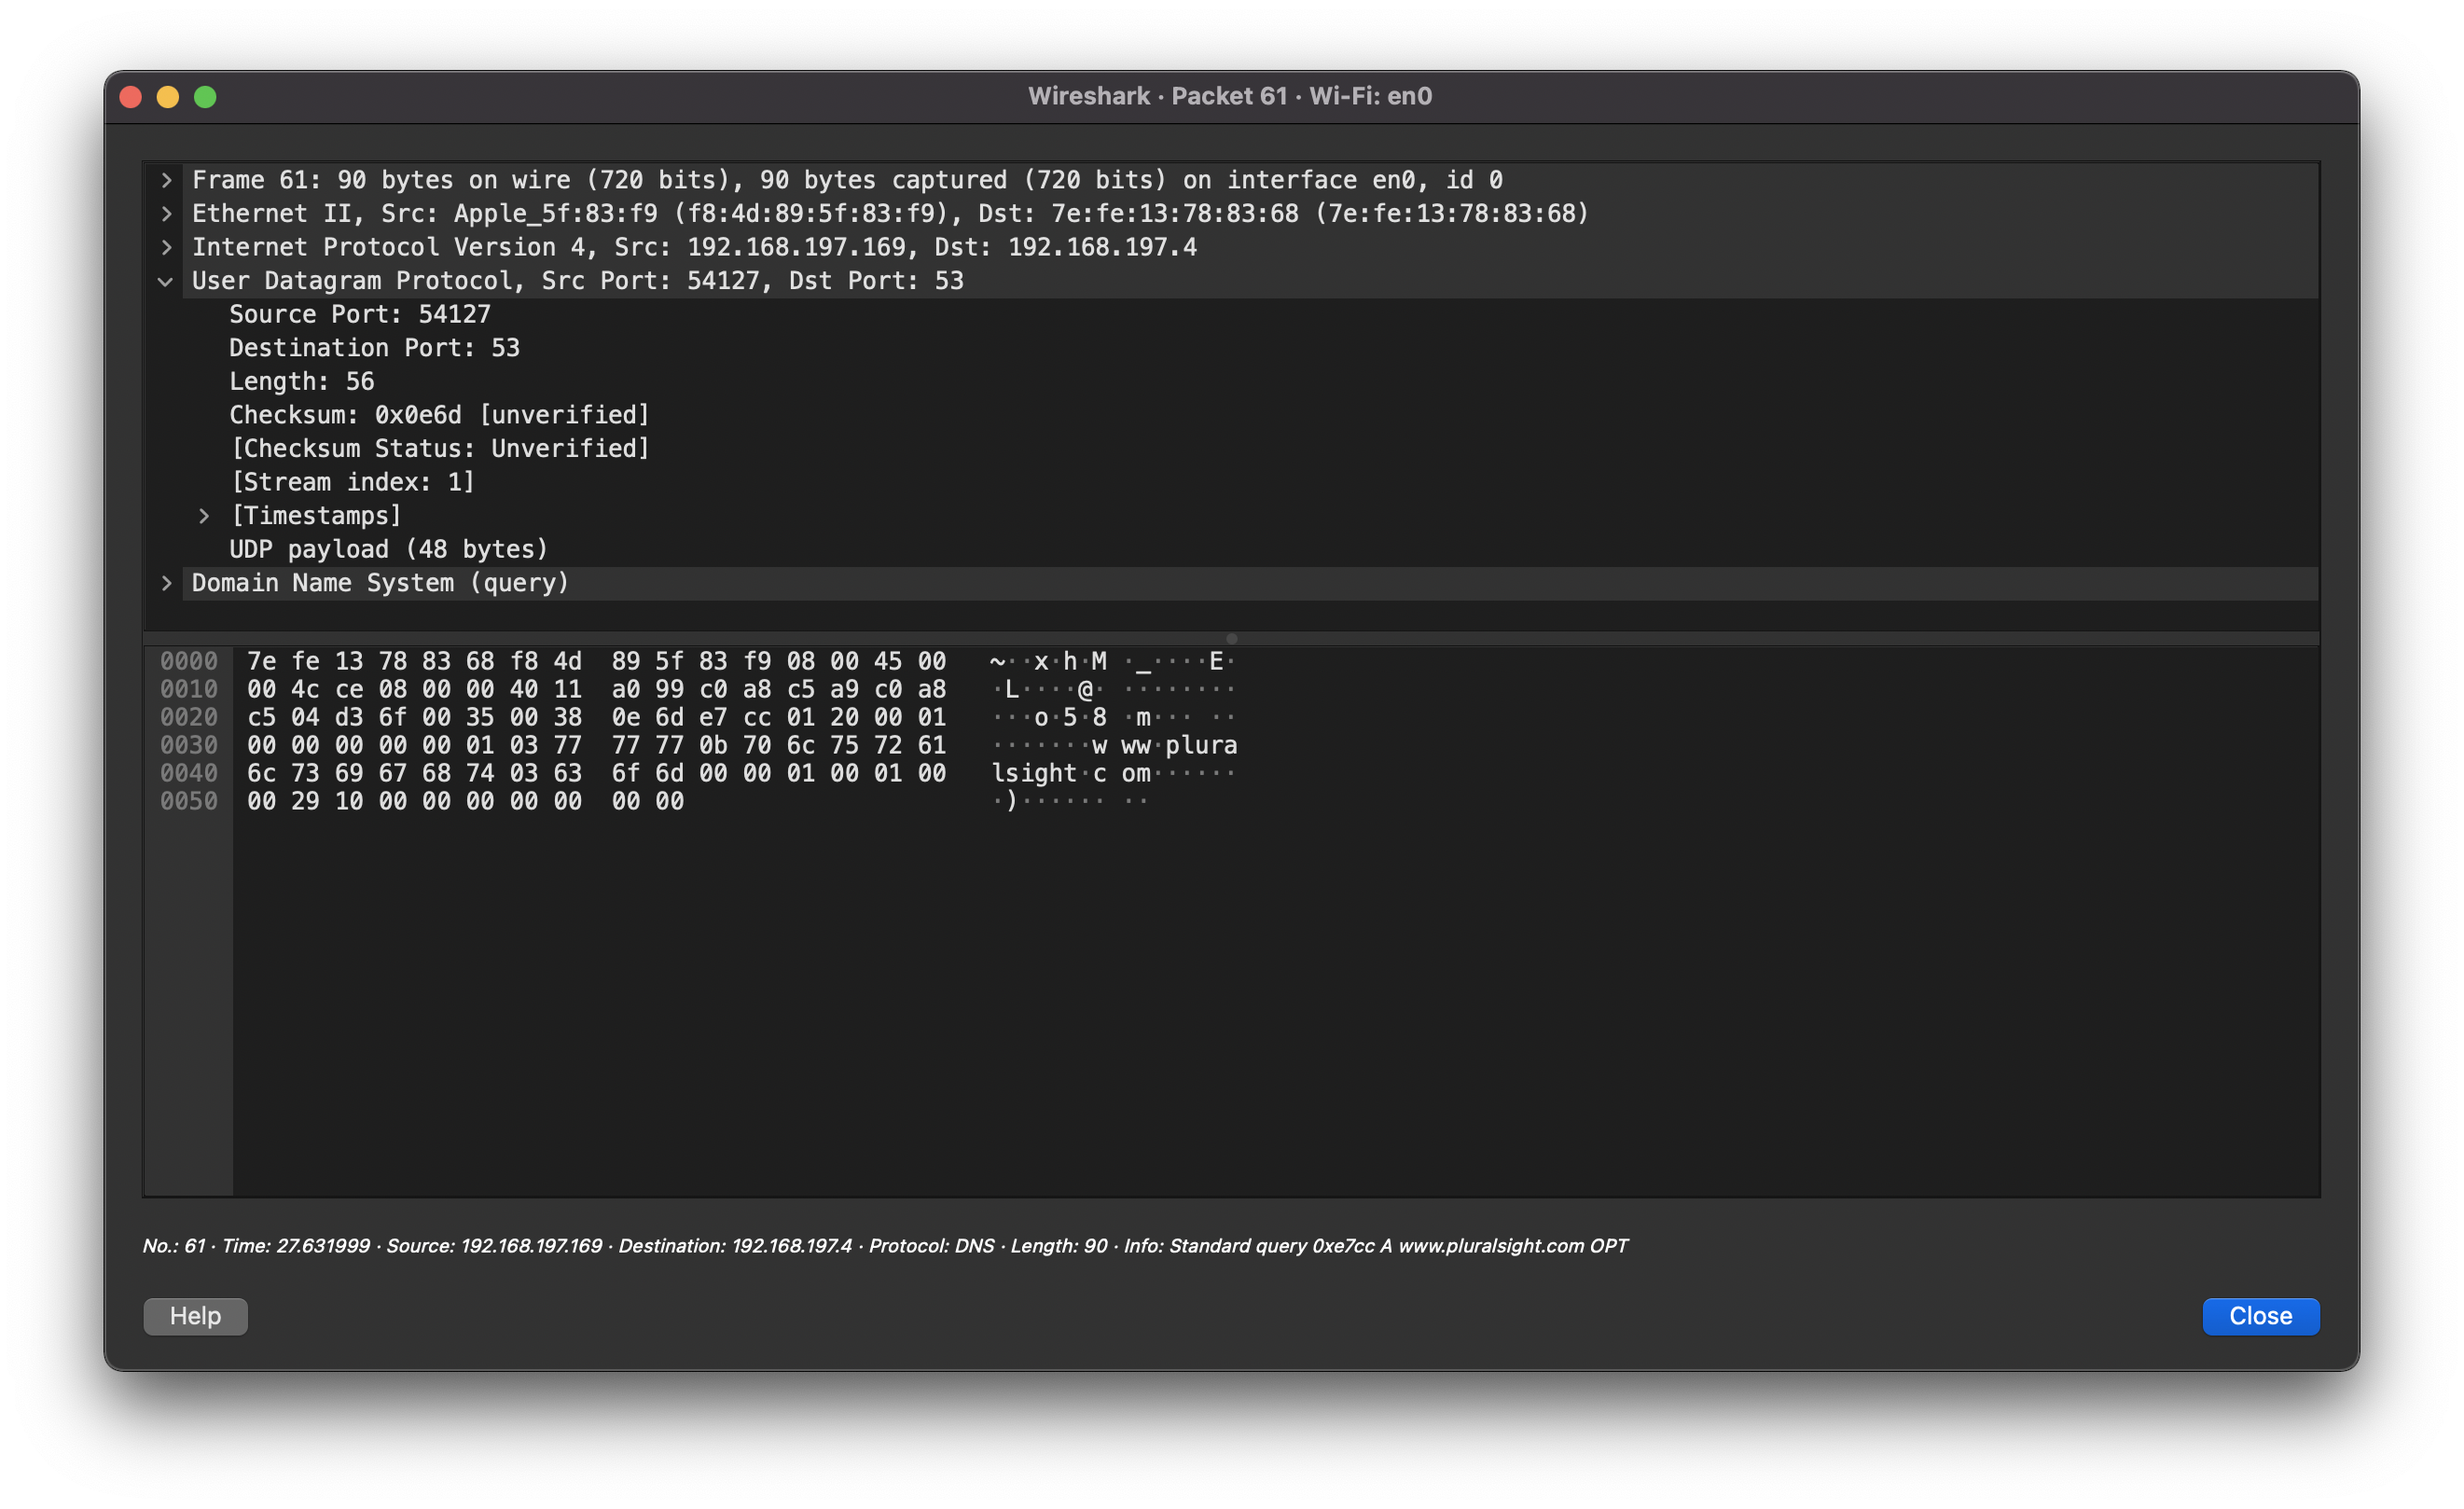 Wireshark · Packet 61 · Wi-Fi: en0
Frame 61: 90 bytes on wire (720 bits), 90 bytes captured (720 bits) on interface en0, id 0
Ethernet II, Src: Apple_5f:83:f9 (f8:4d:89:5f:83:f9), Dst: 7e:fe:13:78:83:68 (7e:fe:13:78:83:68)
Internet Protocol Version 4, Src: 192.168.197.169, Dst: 192.168.197.4
User Datagram Protocol, Src Port: 54127, Dst Port: 53
Source Port: 54127
Destination Port: 53
Length: 56
Checksum: 0x0e6d [unverified]
[Checksum Status: Unverified]
[Stream index: 1]
[Timestamps]
UDP payload (48 bytes)
Domain Name System (query)
0000 7e fe 13 78 83 68 f8 4d 89 5f 83 f9 08 00 45 00 ~··x·h·M ·_····E·
0010 00 4c ce 08 00 00 40 11 a0 99 c0 a8 c5 a9 c0 a8 ·L····@· ········
0020 c5 04 d3 6f 00 35 00 38 0e 6d e7 cc 01 20 00 01 ···o·5·8 ·m··· ··
0030 00 00 00 00 00 01 03 77 77 77 0b 70 6c 75 72 61 ·······w ww·plura
0040 6c 73 69 67 68 74 03 63 6f 6d 00 00 01 00 01 00 lsight·c om······
0050 00 29 10 00 00 00 00 00 00 00 ·)······ ··
No.: 61 · Time: 27.631999 · Source: 192.168.197.169 · Destination: 192.168.197.4 · Protocol: DNS · Length: 90 · Info: Standard query 0xe7cc A www.pluralsight.com OPT
Help
Close